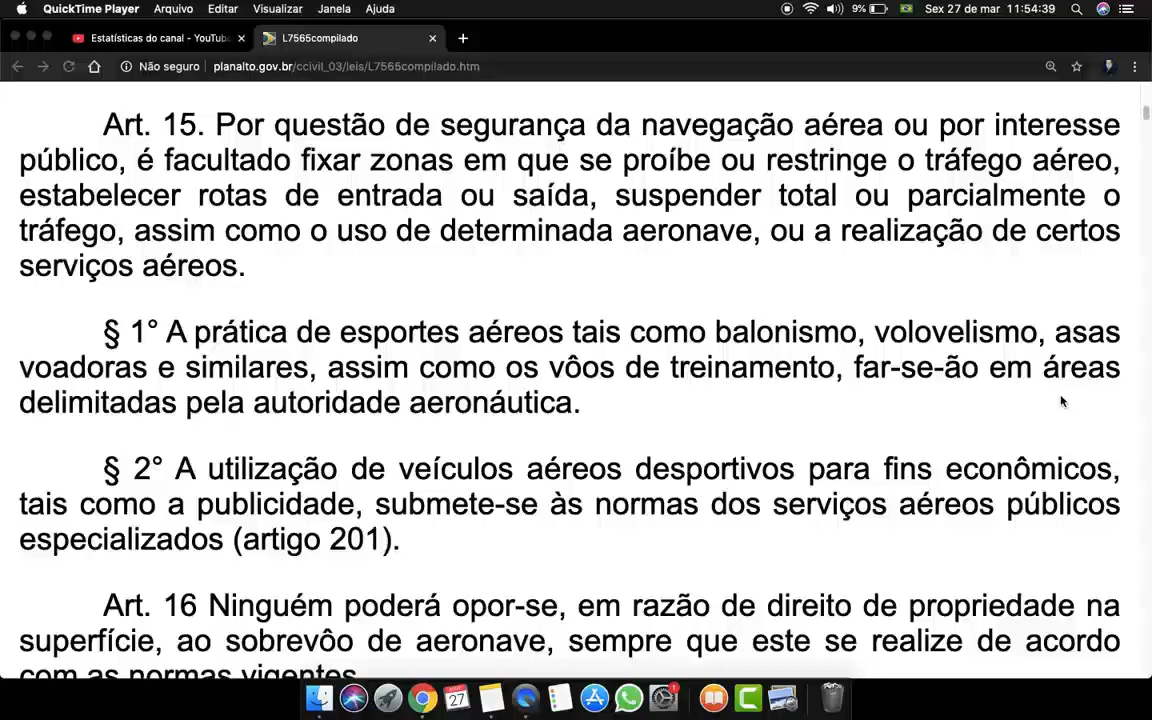 QuickTime Player Arquivo Editar Visualizar Janela Ajuda 9% Sex 27 de mar 11:54:39
Estatísticas do canal - YouTub L7565compilado
Não seguro planalto.gov.br/ccivil_03/leis/L7565compilado.htm
Art. 15. Por questão de segurança da navegação aérea ou por interesse
público, é facultado fixar zonas em que se proíbe ou restringe o tráfego aéreo,
estabelecer rotas de entrada ou saída, suspender total ou parcialmente o
tráfego, assim como o uso de determinada aeronave, ou a realização de certos
serviços aéreos.
§ 1° A prática de esportes aéreos tais como balonismo, volovelismo, asas
voadoras e similares, assim como os vôos de treinamento, far-se-ão em áreas
delimitadas pela autoridade aeronáutica.
§ 2° A utilização de veículos aéreos desportivos para fins econômicos,
tais como a publicidade, submete-se às normas dos serviços aéreos públicos
especializados (artigo 201).
Art. 16 Ninguém poderá opor-se, em razão de direito de propriedade na
superfície, ao sobrevôo de aeronave, sempre que este se realize de acordo
com as normas vigentes.
27
1